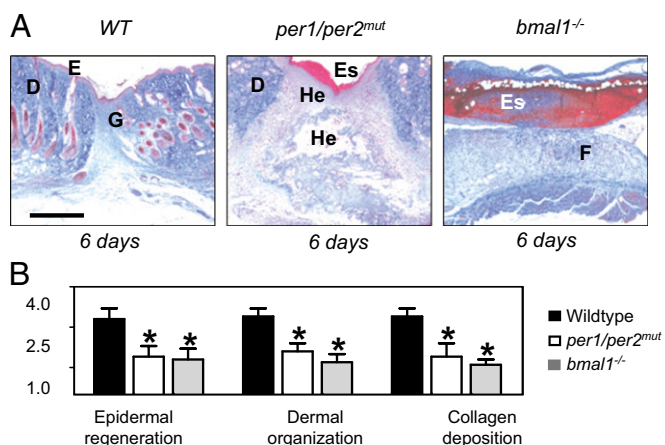 A
WT
per1/per2mut
bmal1-/-
E
D
G
D
Es
He
He
Es
F
6 days
6 days
6 days
B
4.0
2.5
1.0
* * * * * *
Wildtype
per1/per2mut
bmal1-/-
Epidermal
regeneration
Dermal
organization
Collagen
deposition